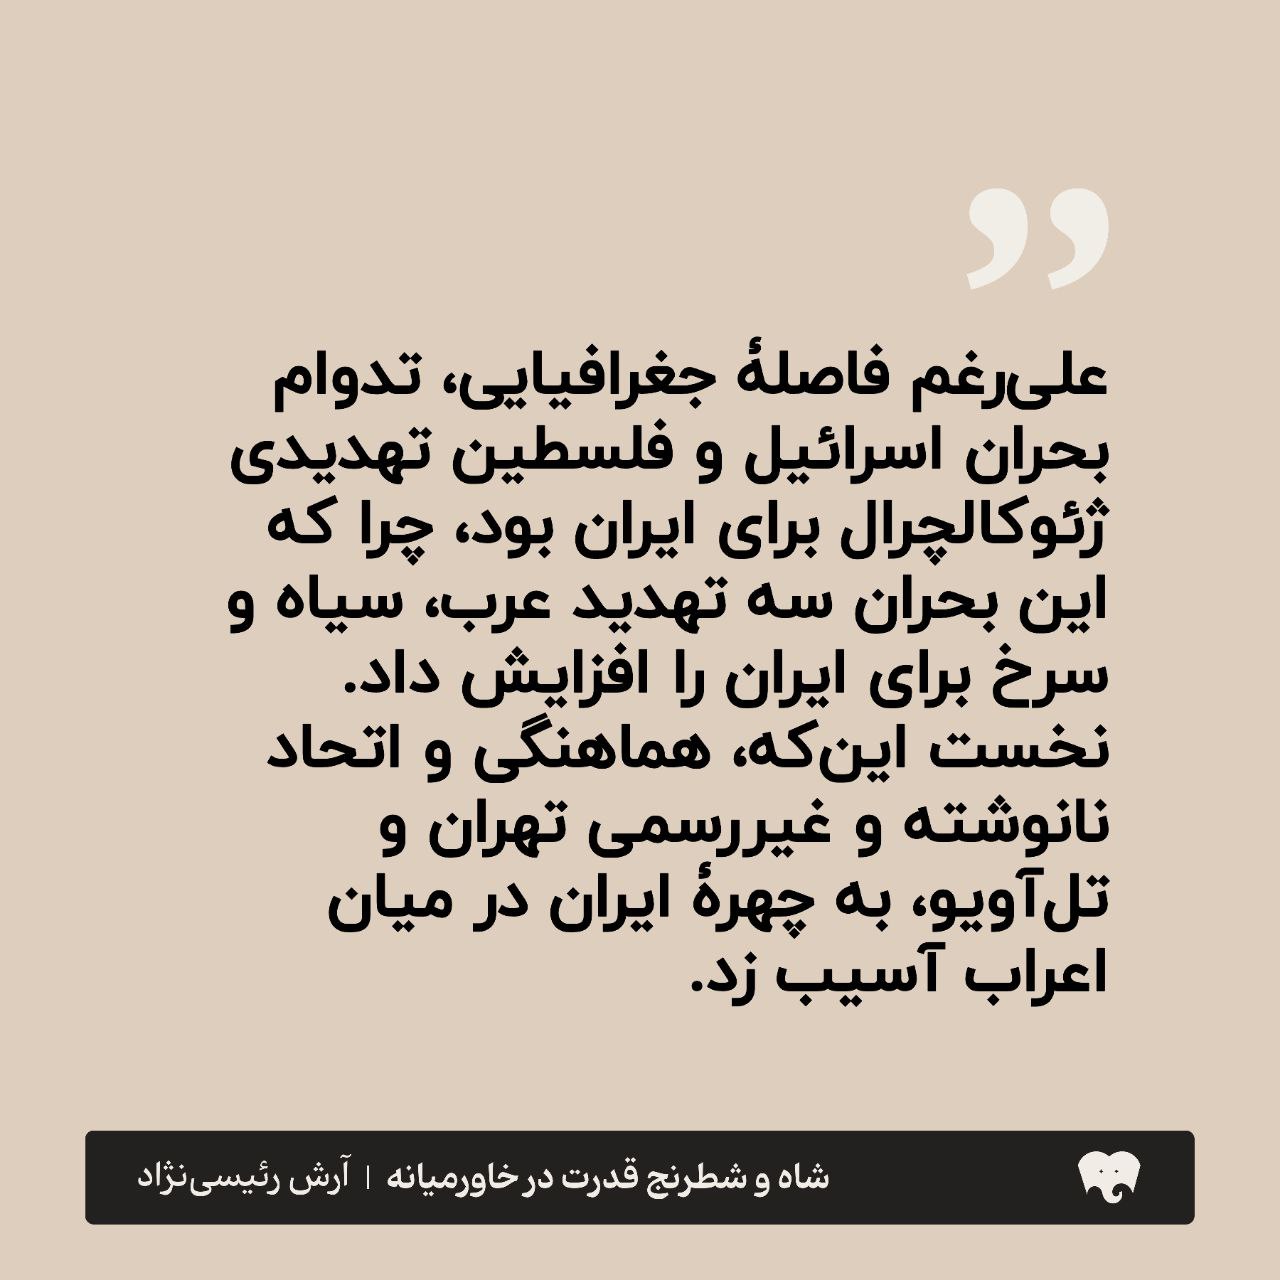 ”
علی‌رغم فاصلهٔ جغرافیایی، تداوم
بحران اسرائیل و فلسطین تهدیدی
ژئوکالچرال برای ایران بود، چرا که
این بحران سه تهدید عرب، سیاه و
سرخ برای ایران را افزایش داد.
نخست این‌که، هماهنگی و اتحاد
نانوشته و غیررسمی تهران و
تل‌آویو، به چهرهٔ ایران در میان
اعراب آسیب زد.
شاه و شطرنج قدرت در خاورمیانه | آرش رئیسی‌نژاد